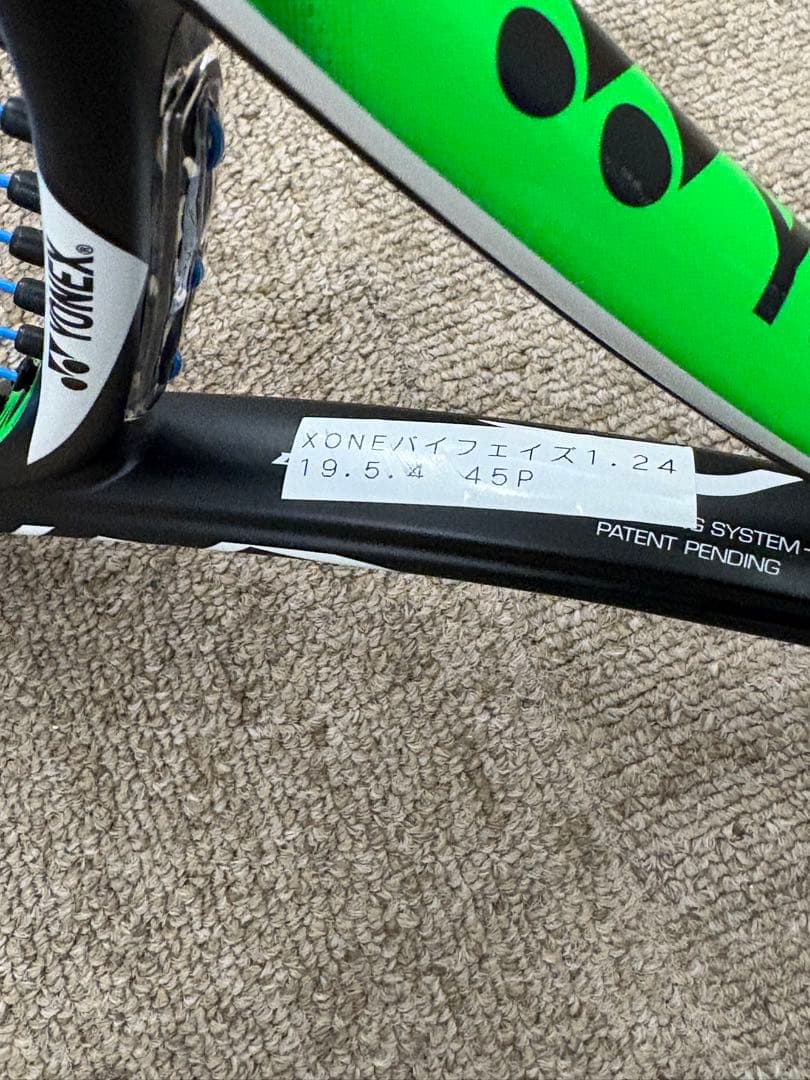 YONEX®
XONEバイフェイズ1.24
19.5.4 45P
G SYSTEM-
PATENT PENDING